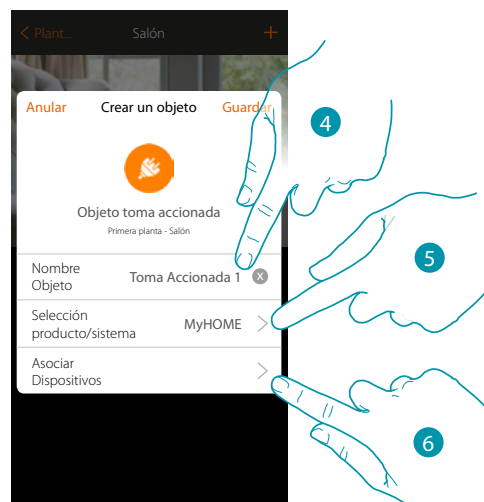 < Plant... Salón +
Anular Crear un objeto Guardar
4
Objeto toma accionada
Primera planta - Salón
Nombre
Objeto
Toma Accionada 1 x
5
Selección
producto/sistema
MyHOME >
Asociar
Dispositivos
>
6